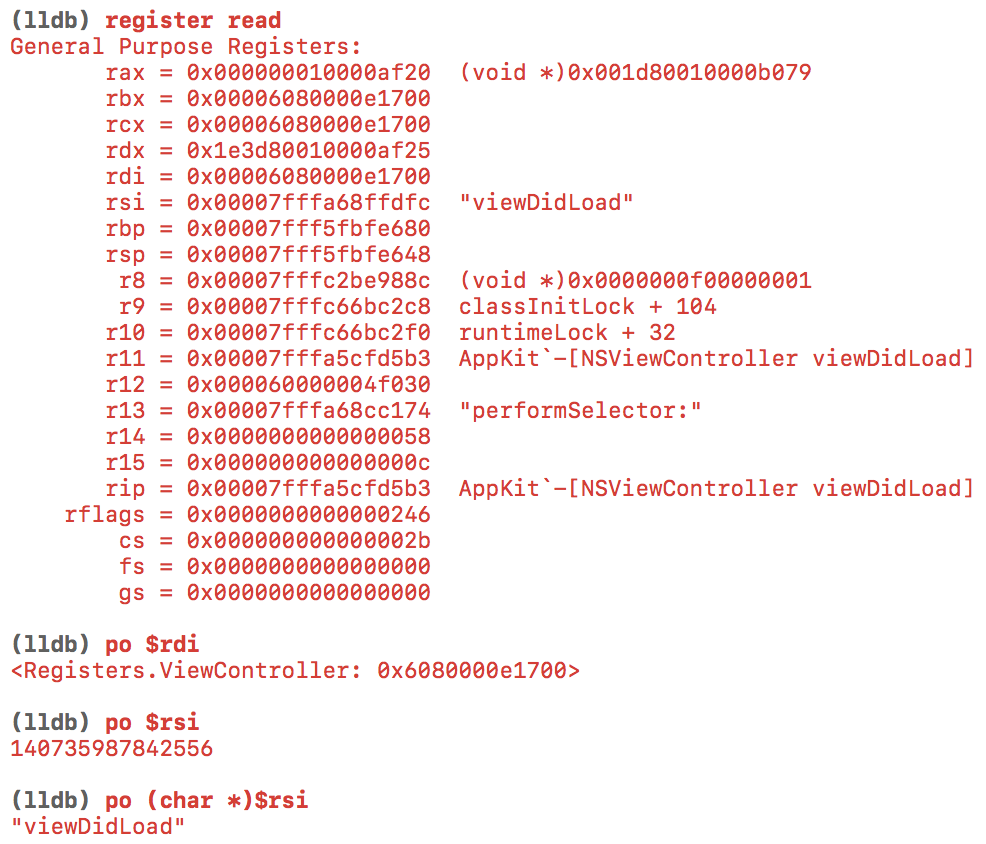 (lldb) register read
General Purpose Registers:
rax = 0x000000010000af20  (void *)0x001d80010000b079
rbx = 0x00006080000e1700
rcx = 0x00006080000e1700
rdx = 0x1e3d80010000af25
rdi = 0x00006080000e1700
rsi = 0x00007fffa68ffdfc  "viewDidLoad"
rbp = 0x00007fff5fbfe680
rsp = 0x00007fff5fbfe648
r8 = 0x00007fffc2be988c  (void *)0x0000000f00000001
r9 = 0x00007fffc66bc2c8  classInitLock + 104
r10 = 0x00007fffc66bc2f0  runtimeLock + 32
r11 = 0x00007fffa5cfd5b3  AppKit`-[NSViewController viewDidLoad]
r12 = 0x000060000004f030
r13 = 0x00007fffa68cc174  "performSelector:"
r14 = 0x0000000000000058
r15 = 0x000000000000000c
rip = 0x00007fffa5cfd5b3  AppKit`-[NSViewController viewDidLoad]
rflags = 0x0000000000000246
cs = 0x000000000000002b
fs = 0x0000000000000000
gs = 0x0000000000000000
(lldb) po $rdi
<Registers.ViewController: 0x6080000e1700>
(lldb) po $rsi
140735987842556
(lldb) po (char *)$rsi
"viewDidLoad"